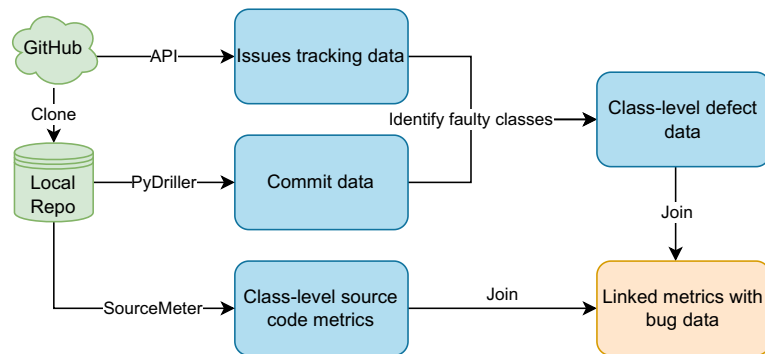 GitHub
API
Issues tracking data
Clone
Identify faulty classes
Class-level defect
data
Local
Repo
PyDriller
Commit data
Join
SourceMeter
Class-level source
code metrics
Join
Linked metrics with
bug data